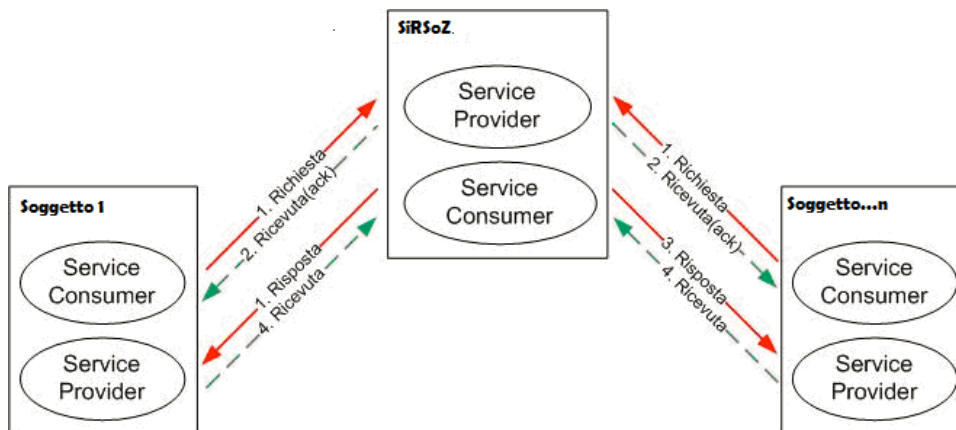 SiRSoZ
Service
Provider
Service
Consumer
1. Richiesta
2. Ricevuta(ack)
1. Risposta
4. Ricevuta
1. Richiesta
2. Ricevuta(ack)
3. Risposta
4. Ricevuta
Soggetto 1
Service
Consumer
Service
Provider
Soggetto...n
Service
Consumer
Service
Provider